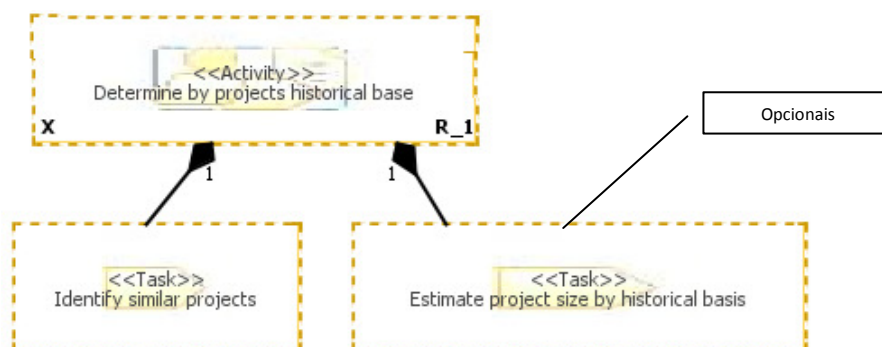 <<Activity>>
Determine by projects historical base
X
R_1
Opcionais
1
1
<<Task>>
Identify similar projects
<<Task>>
Estimate project size by historical basis